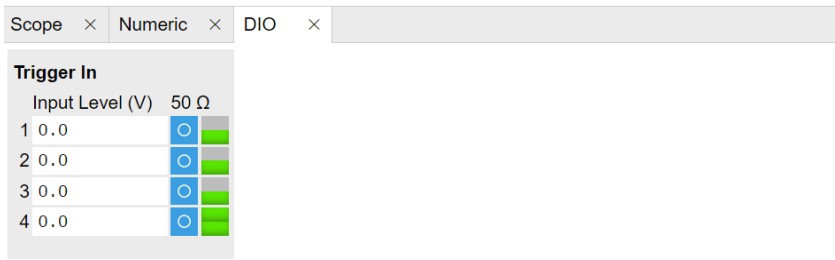 Scope × Numeric × DIO ×
Trigger In
Input Level (V) 50 Ω
1 0.0
2 0.0
3 0.0
4 0.0